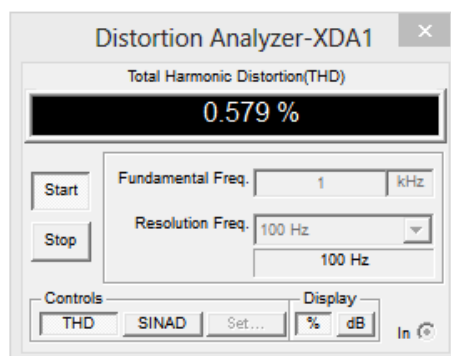 Distortion Analyzer-XDA1
Total Harmonic Distortion(THD)
0.579 %
Start
Stop
Fundamental Freq. 1 kHz
Resolution Freq. 100 Hz
100 Hz
Controls
THD SINAD Set...
Display
% dB
In